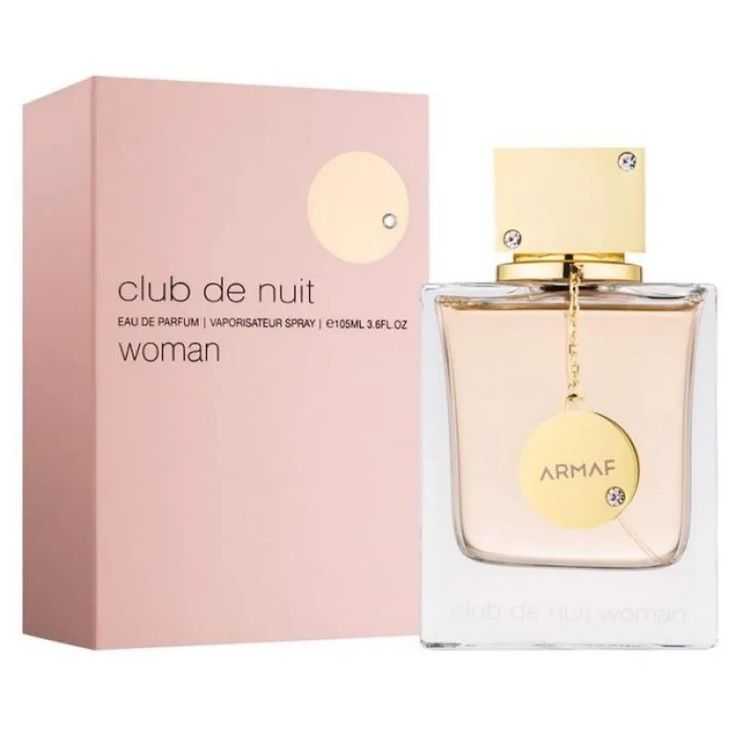 club de nuit
EAU DE PARFUM | VAPORISATEUR SPRAY | ℮105ML 3.6FL.OZ
woman
ARMAF
club de nuit woman